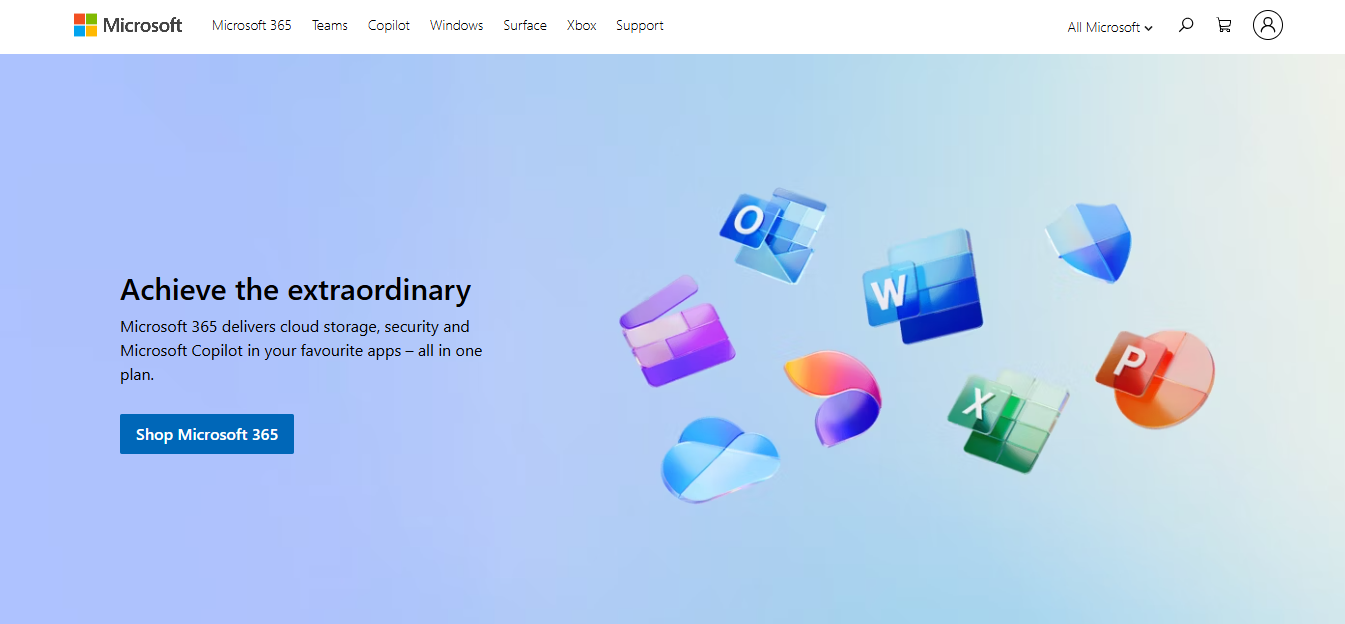 Microsoft Microsoft 365 Teams Copilot Windows Surface Xbox Support All Microsoft
O
W
Achieve the extraordinary
Microsoft 365 delivers cloud storage, security and
Microsoft Copilot in your favourite apps – all in one
plan.
P
X
Shop Microsoft 365